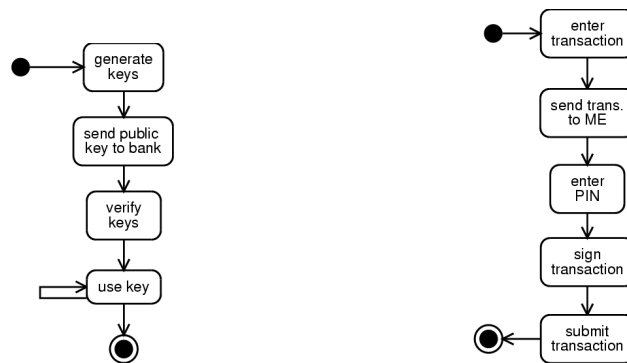 generate
keys
send public
key to bank
verify
keys
use key
enter
transaction
send trans.
to ME
enter
PIN
sign
transaction
submit
transaction